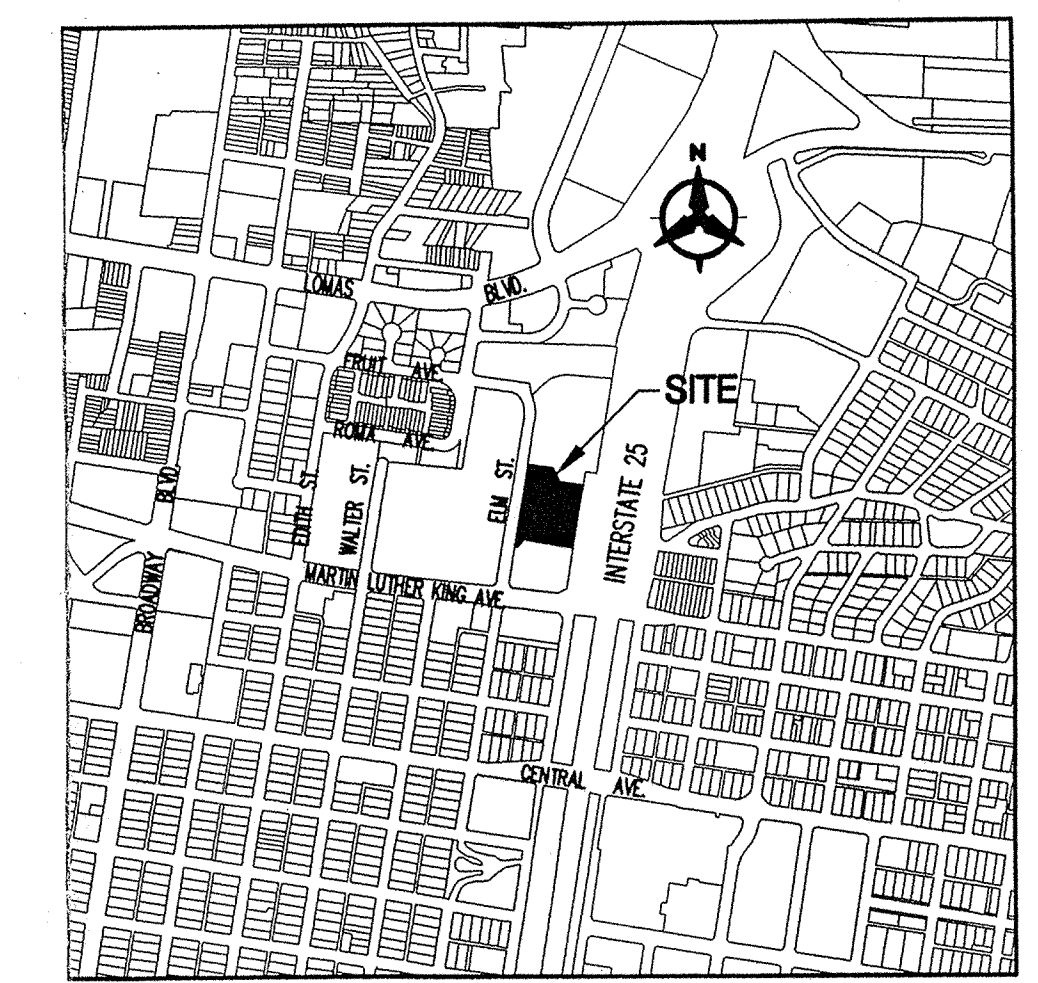 N
LOMAS BLVD.
FRUIT AVE.
SITE
ROMA AVE.
ELM ST.
INTERSTATE 25
BROADWAY BLVD.
EDITH ST.
WALTER ST.
MARTIN LUTHER KING AVE.
CENTRAL AVE.